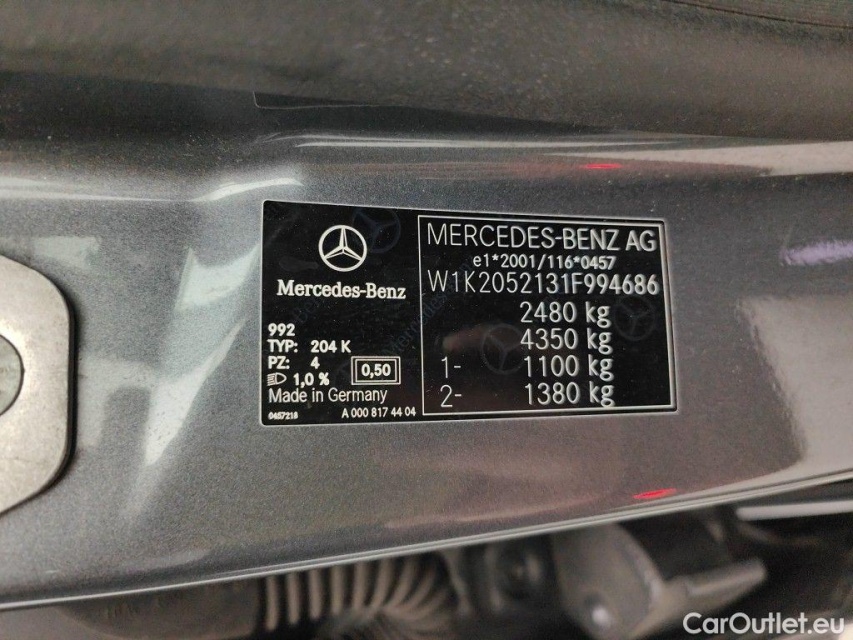 Mercedes-Benz
992
TYP: 204 K
PZ: 4
1,0 %
0,50
Made in Germany
0457218
A 000 817 44 04
MERCEDES-BENZ AG
e1*2001/116*0457
W1K2052131F994686
2480 kg
4350 kg
1- 1100 kg
2- 1380 kg
CarOutlet.eu